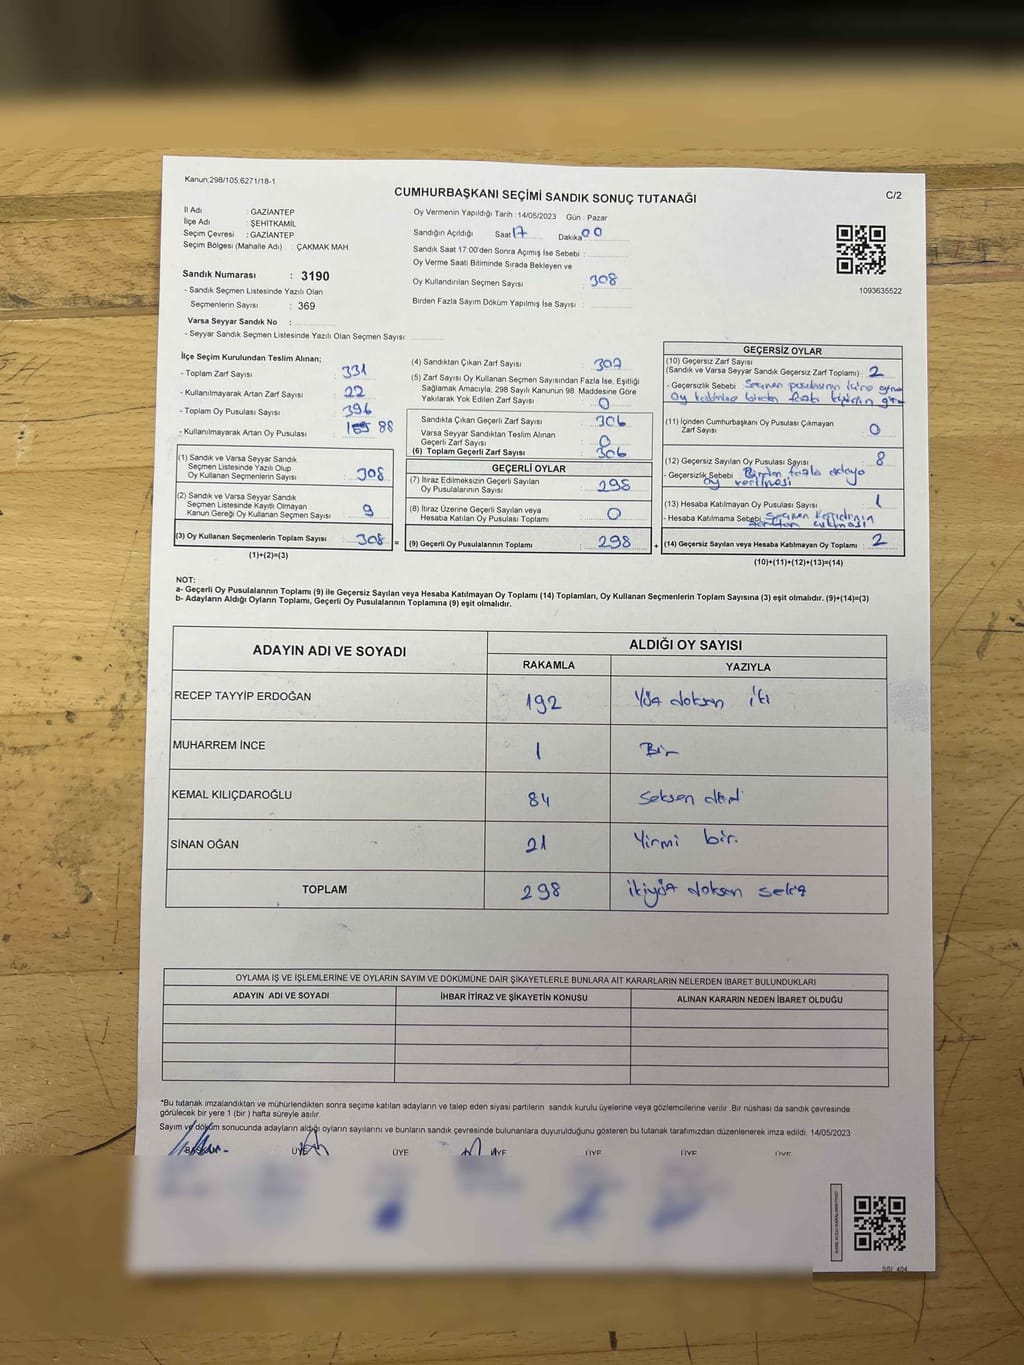 Kanun:298/105;6271/18-1
CUMHURBAŞKANI SEÇİMİ SANDIK SONUÇ TUTANAĞI
C/2
İl Adı : GAZİANTEP
İlçe Adı : ŞEHİTKAMİL
Seçim Çevresi : GAZİANTEP
Seçim Bölgesi (Mahalle Adı) : ÇAKMAK MAH.
Oy Vermenin Yapıldığı Tarih :14/05/2023 Gün : Pazar
Sandığın Açıldığı Saat 17 Dakika 00
Sandık Saat 17.00'den Sonra Açımış İse Sebebi :
Oy Verme Saati Bitiminde Sırada Bekleyen ve
Oy Kullandırılan Seçmen Sayısı : 308
Birden Fazla Sayım Döküm Yapılmış İse Sayısı :
1093635522
Sandık Numarası : 3190
- Sandık Seçmen Listesinde Yazılı Olan
Seçmenlerin Sayısı : 369
Varsa Seyyar Sandık No :
- Seyyar Sandık Seçmen Listesinde Yazılı Olan Seçmen Sayısı:
İlçe Seçim Kurulundan Teslim Alınan;
- Toplam Zarf Sayısı : 331
- Kullanılmayarak Artan Zarf Sayısı : 22
- Toplam Oy Pusulası Sayısı : 396
- Kullanılmayarak Artan Oy Pusulası : 88
(1) Sandık ve Varsa Seyyar Sandık
Seçmen Listesinde Yazılı Olup
Oy Kullanan Seçmenlerin Sayısı : 308
(2) Sandık ve Varsa Seyyar Sandık
Seçmen Listesinde Kayıtlı Olmayan
Kanun Gereği Oy Kullanan Seçmen Sayısı : 9
(3) Oy Kullanan Seçmenlerin Toplam Sayısı : 308 =
(1)+(2)=(3)
(4) Sandıktan Çıkan Zarf Sayısı : 307
(5) Zarf Sayısı Oy Kullanan Seçmen Sayısından Fazla İse, Eşitliği
Sağlamak Amacıyla, 298 Sayılı Kanunun 98. Maddesine Göre
Yakılarak Yok Edilen Zarf Sayısı : 0
Sandıkta Çıkan Geçerli Zarf Sayısı : 306
Varsa Seyyar Sandıktan Teslim Alınan
Geçerli Zarf Sayısı : 0
(6) Toplam Geçerli Zarf Sayısı : 306
GEÇERLİ OYLAR
(7) İtiraz Edilmeksizin Geçerli Sayılan
Oy Pusulalarının Sayısı : 298
(8) İtiraz Üzerine Geçerli Sayılan veya
Hesaba Katılan Oy Pusulası Toplamı : 0
(9) Geçerli Oy Pusulalarının Toplamı : 298 +
GEÇERSİZ OYLAR
(10) Geçersiz Zarf Sayısı
(Sandık ve Varsa Seyyar Sandık Geçersiz Zarf Toplamı) : 2
- Geçersizlik Sebebi
(11) İçinden Cumhurbaşkanı Oy Pusulası Çıkmayan
Zarf Sayısı : 0
(12) Geçersiz Sayılan Oy Pusulası Sayısı : 8
- Geçersizlik Sebebi fazla
oy verilmesi
(13) Hesaba Katılmayan Oy Pusulası Sayısı : 1
- Hesaba Katılmama Sebebi
(14) Geçersiz Sayılan veya Hesaba Katılmayan Oy Toplamı : 2
(10)+(11)+(12)+(13)=(14)
NOT:
a- Geçerli Oy Pusulalarının Toplamı (9) ile Geçersiz Sayılan veya Hesaba Katılmayan Oy Toplamı (14) Toplamları, Oy Kullanan Seçmenlerin Toplam Sayısına (3) eşit olmalıdır. (9)+(14)=(3)
b- Adayların Aldığı Oyların Toplamı, Geçerli Oy Pusulalarının Toplamına (9) eşit olmalıdır.
ADAYIN ADI VE SOYADI
ALDIĞI OY SAYISI
RAKAMLA YAZIYLA
RECEP TAYYİP ERDOĞAN 192 Yüz doksan iki
MUHARREM İNCE 1 Bir
KEMAL KILIÇDAROĞLU 84 Seksen dört
SİNAN OĞAN 21 Yirmi bir.
TOPLAM 298 ikiyüz doksan sekiz
OYLAMA İŞ VE İŞLEMLERİNE VE OYLARIN SAYIM VE DÖKÜMÜNE DAİR ŞİKAYETLERLE BUNLARA AİT KARARLARIN NELERDEN İBARET BULUNDUKLARI
ADAYIN ADI VE SOYADI İHBAR İTİRAZ VE ŞİKAYETİN KONUSU ALINAN KARARIN NEDEN İBARET OLDUĞU
*Bu tutanak imzalandıktan ve mühürlendikten sonra seçime katılan adayların ve talep eden siyasi partilerin sandık kurulu üyelerine veya gözlemcilerine verilir. Bir nüshası da sandık çevresinde
görülecek bir yere 1 (bir ) hafta süreyle asılır.
Sayım ve döküm sonucunda adayların aldığı oyların sayılarını ve bunların sandık çevresinde bulunanlara duyurulduğunu gösteren bu tutanak tarafımızdan düzenlenerek imza edildi. 14/05/2023
BAŞKAN ÜYE ÜYE ÜYE ÜYE ÜYE ÜYE